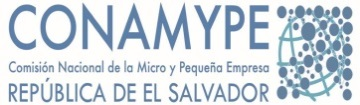 CONAMYPE
Comisión Nacional de la Micro y Pequeña Empresa
REPÚBLICA DE EL SALVADOR